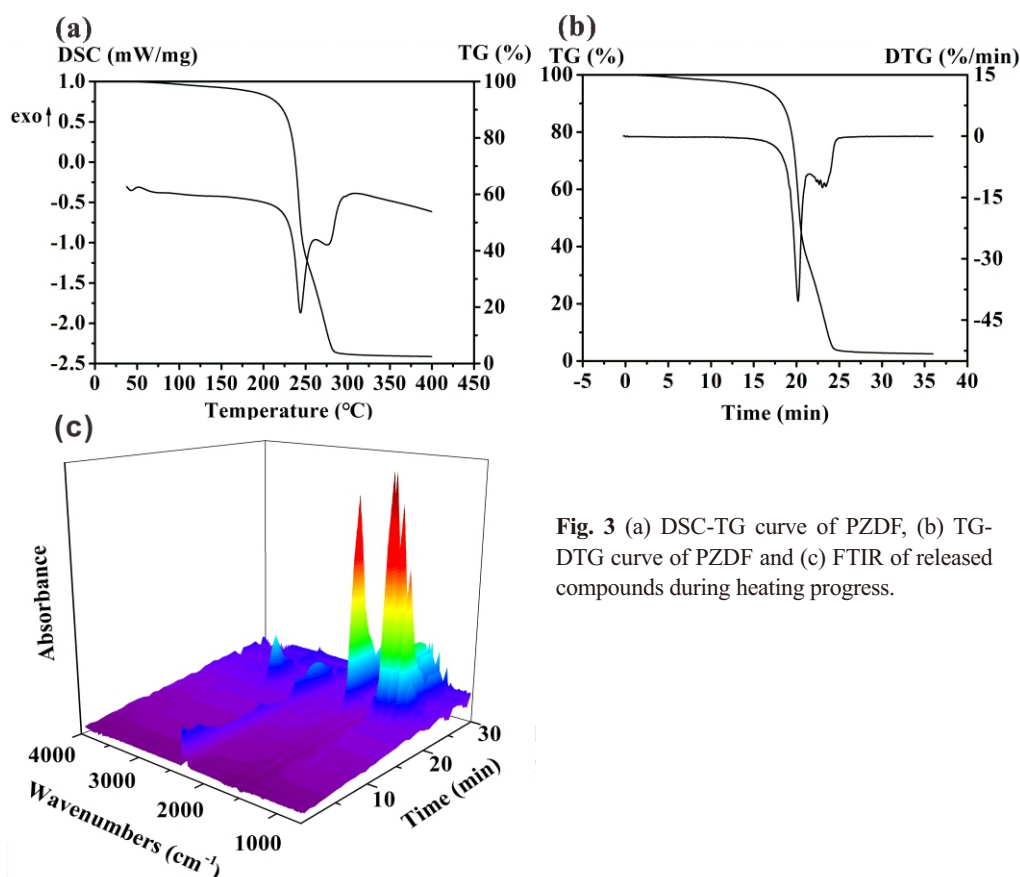 (a)
DSC (mW/mg) TG (%)
exo↑
1.0
0.5
0.0
-0.5
-1.0
-1.5
-2.0
-2.5
100
80
60
40
20
0
0 50 100 150 200 250 300 350 400 450
Temperature (°C)
(b)
TG (%) DTG (%/min)
100
80
60
40
20
0
15
0
-15
-30
-45
-5 0 5 10 15 20 25 30 35 40
Time (min)
(c)
Absorbance
4000 3000 2000 1000
Wavenumbers (cm⁻¹)
10 20 30
Time (min)
Fig. 3 (a) DSC-TG curve of PZDF, (b) TG-
DTG curve of PZDF and (c) FTIR of released
compounds during heating progress.